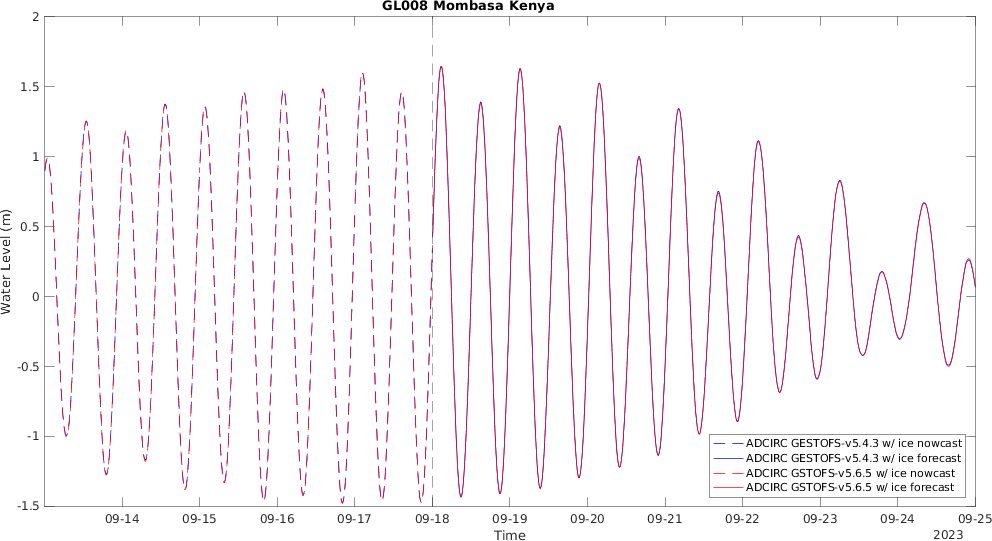 GL008 Mombasa Kenya
2
1.5
1
0.5
0
-0.5
-1
-1.5
Water Level (m)
ADCIRC GESTOFS-v5.4.3 w/ ice nowcast
ADCIRC GESTOFS-v5.4.3 w/ ice forecast
ADCIRC GSTOFS-v5.6.5 w/ ice nowcast
ADCIRC GSTOFS-v5.6.5 w/ ice forecast
09-14 09-15 09-16 09-17 09-18 09-19 09-20 09-21 09-22 09-23 09-24 09-25
Time
2023